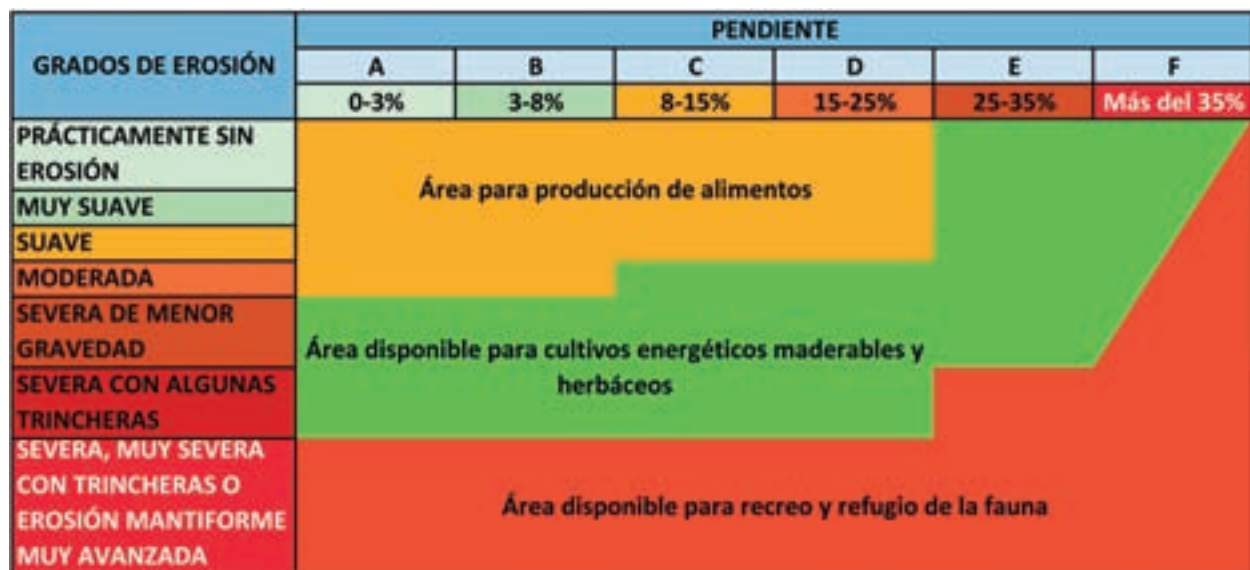 PENDIENTE
GRADOS DE EROSIÓN
A B C D E F
0-3% 3-8% 8-15% 15-25% 25-35% Más del 35%
PRÁCTICAMENTE SIN
EROSIÓN
MUY SUAVE
SUAVE
MODERADA
SEVERA DE MENOR
GRAVEDAD
SEVERA CON ALGUNAS
TRINCHERAS
SEVERA, MUY SEVERA
CON TRINCHERAS O
EROSIÓN MANTIFORME
MUY AVANZADA
Área para producción de alimentos
Área disponible para cultivos energéticos maderables y
herbáceos
Área disponible para recreo y refugio de la fauna